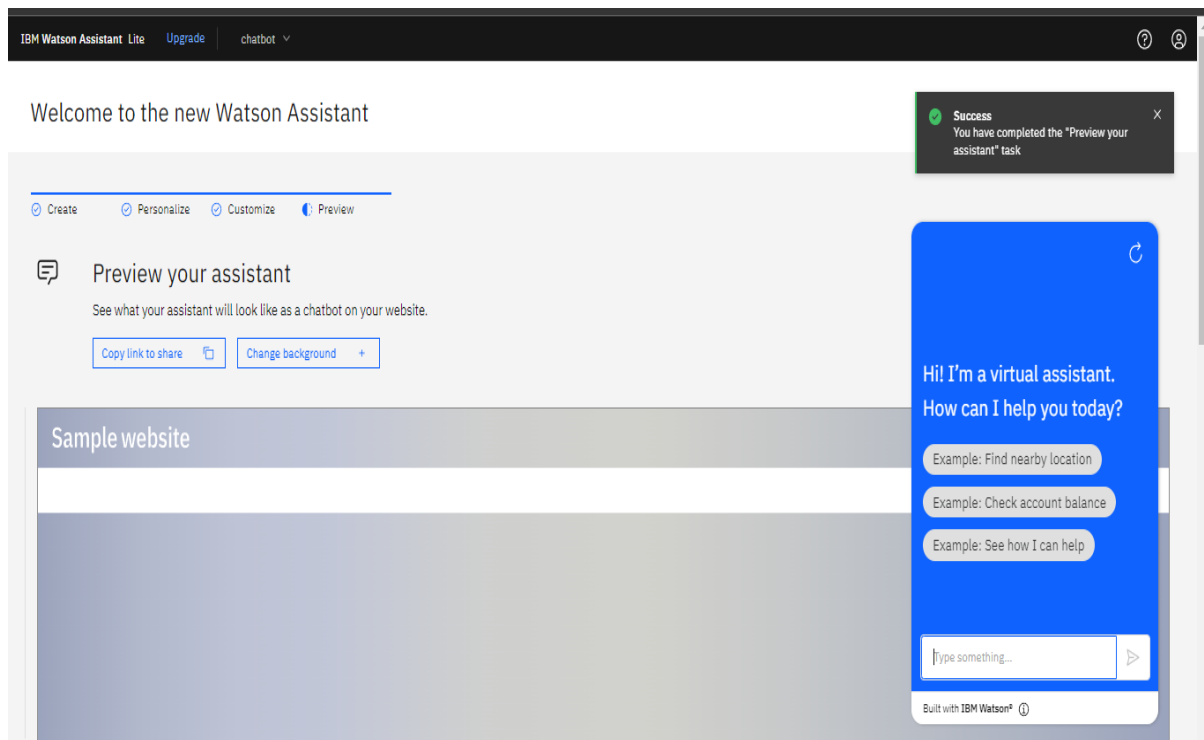 IBM Watson Assistant Lite Upgrade chatbot
Welcome to the new Watson Assistant
Success
You have completed the "Preview your
assistant" task
Create Personalize Customize Preview
Preview your assistant
See what your assistant will look like as a chatbot on your website.
Copy link to share Change background +
Sample website
Hi! I'm a virtual assistant.
How can I help you today?
Example: Find nearby location
Example: Check account balance
Example: See how I can help
Type something...
Built with IBM Watson®